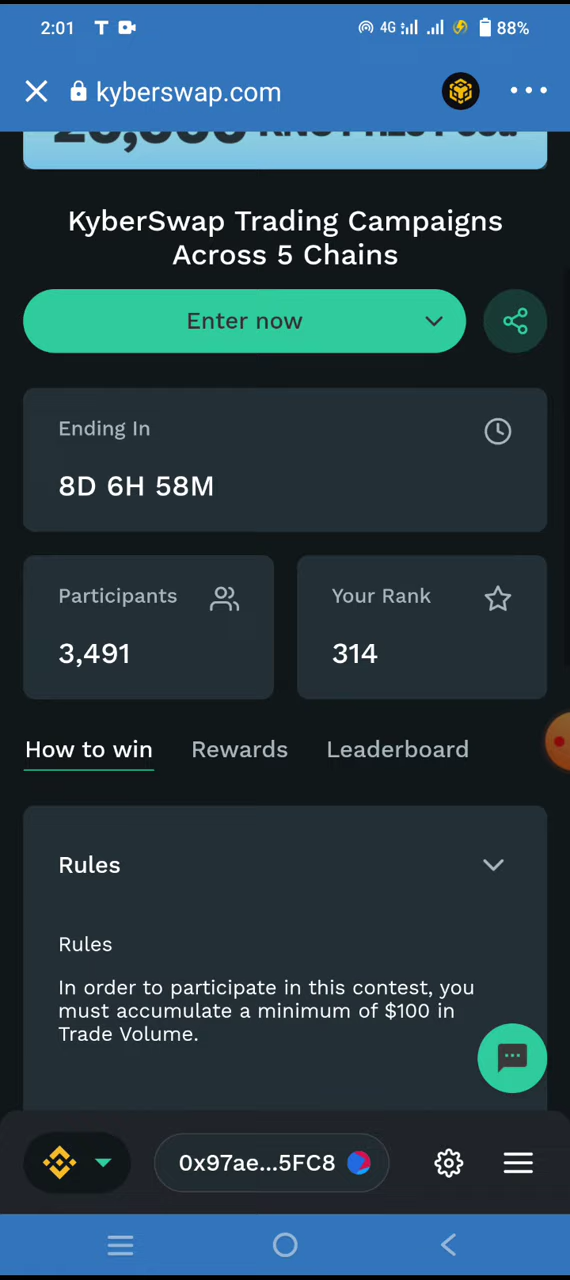 2:01 T 4G 88%
kyberswap.com
KyberSwap Trading Campaigns
Across 5 Chains
Enter now
Ending In
8D 6H 58M
Participants
3,491
Your Rank
314
How to win Rewards Leaderboard
Rules
Rules
In order to participate in this contest, you
must accumulate a minimum of $100 in
Trade Volume.
0x97ae...5FC8